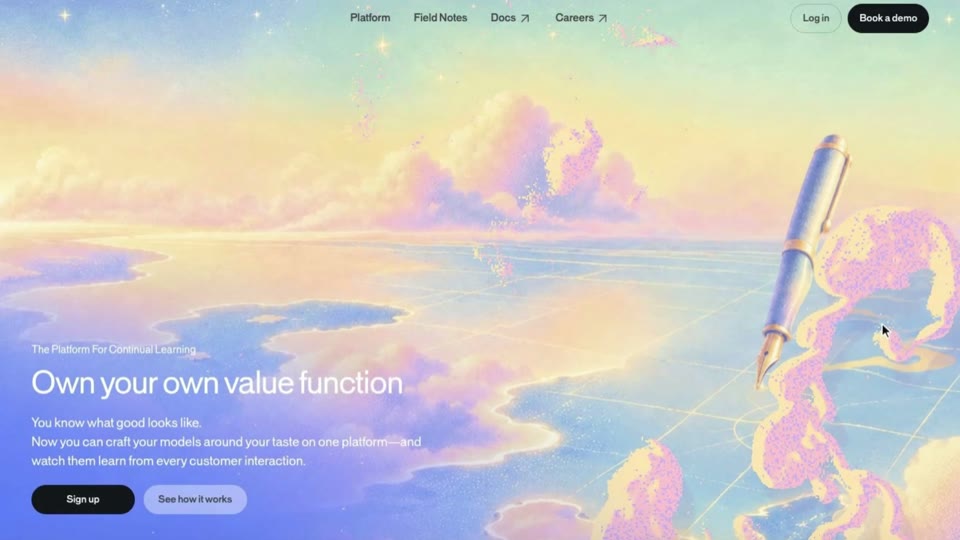 Platform
Field Notes
Docs ↗
Careers ↗
Log in
Book a demo
The Platform For Continual Learning
Own your own value function
You know what good looks like.
Now you can craft your models around your taste on one platform—and
watch them learn from every customer interaction.
Sign up
See how it works